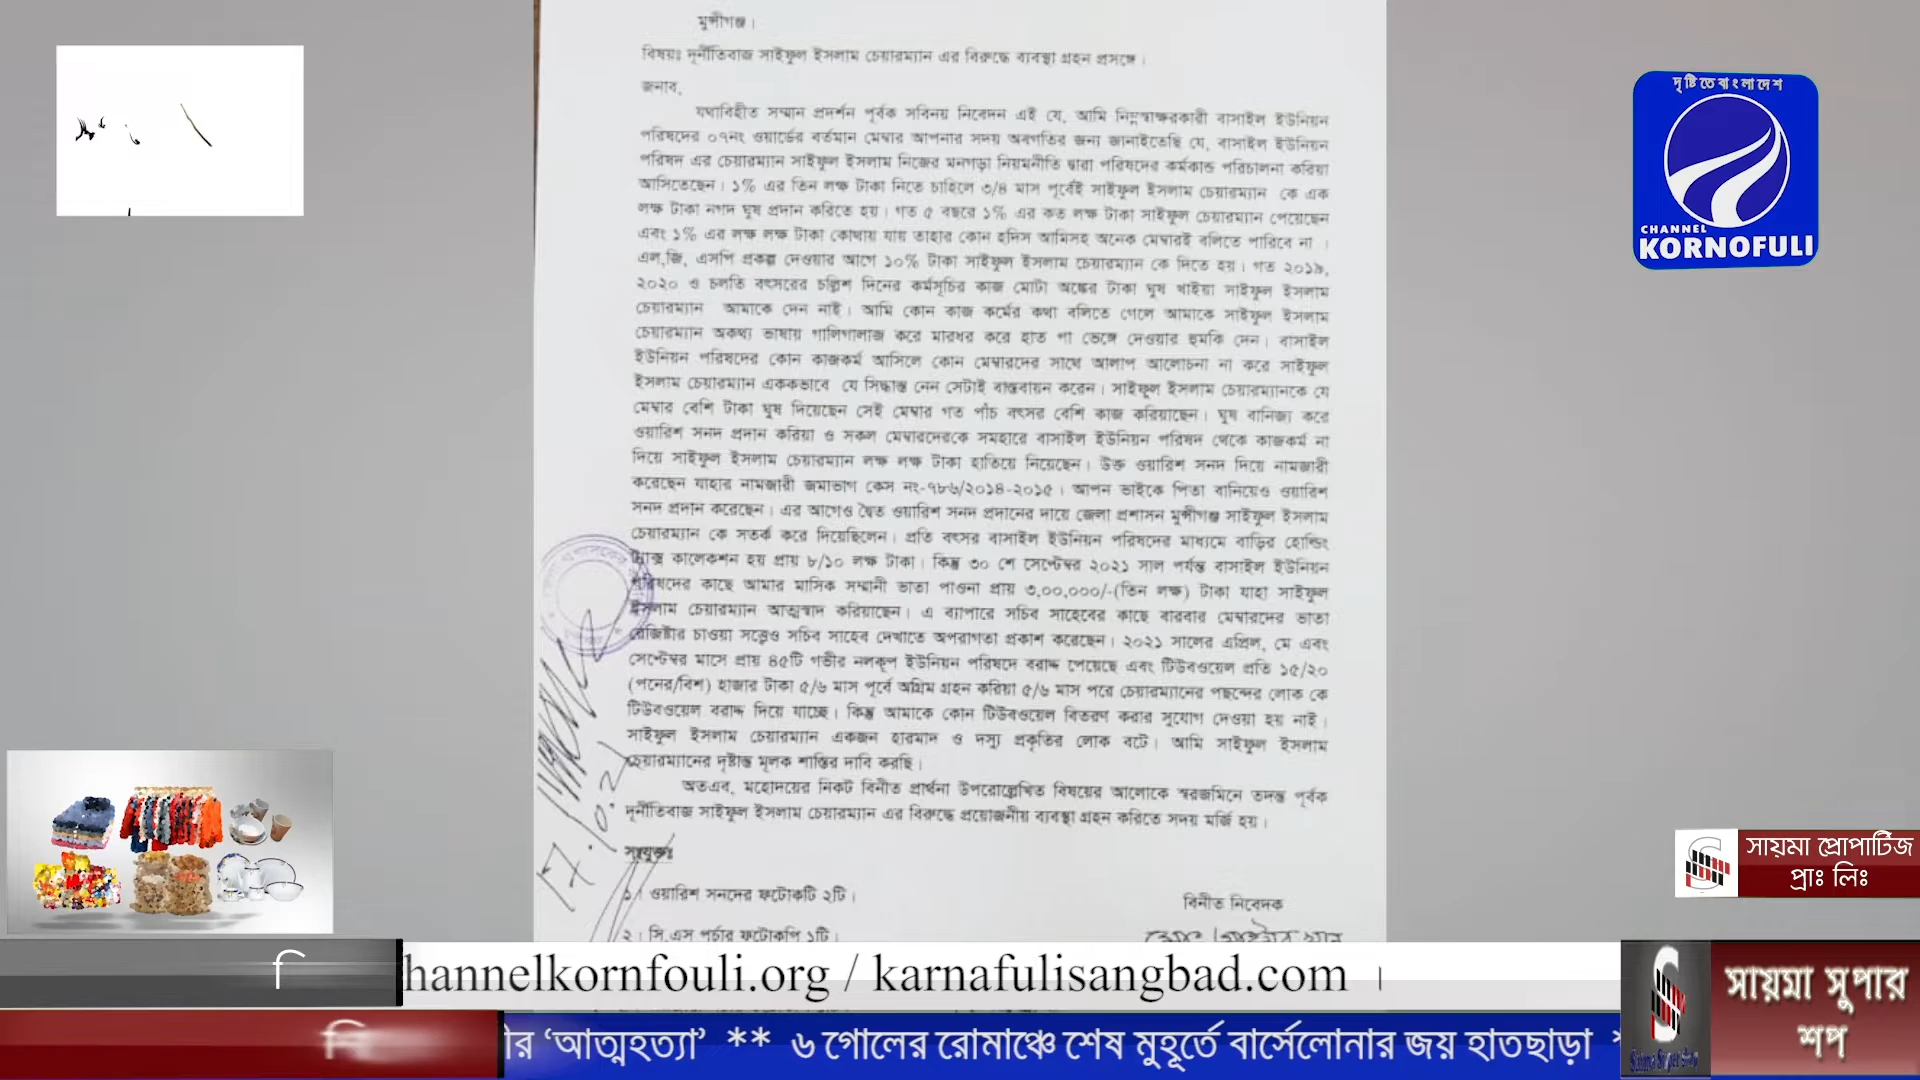 মুন্সীগঞ্জ।
বিষয়ঃ দূর্নীতিবাজ সাইফুল ইসলাম চেয়ারম্যান এর বিরুদ্ধে ব্যবস্থা গ্রহন প্রসঙ্গে।
জনাব,
যথাবিহীত সম্মান প্রদর্শন পূর্বক সবিনয় নিবেদন এই যে, আমি নিম্নস্বাক্ষরকারী বাসাইল ইউনিয়ন
পরিষদের ০৭নং ওয়ার্ডের বর্তমান মেম্বার আপনার সদয় অবগতির জন্য জানাইতেছি যে, বাসাইল ইউনিয়ন
পরিষদ এর চেয়ারম্যান সাইফুল ইসলাম নিজের মনগড়া নিয়মনীতি দ্বারা পরিষদের কর্মকান্ড পরিচালনা করিয়া
আসিতেছেন। ১% এর তিন লক্ষ টাকা নিতে চাহিলে ৩/৪ মাস পূর্বেই সাইফুল ইসলাম চেয়ারম্যান কে এক
লক্ষ টাকা নগদ ঘুষ প্রদান করিতে হয়। গত ৫ বছরে ১% এর কত লক্ষ টাকা সাইফুল চেয়ারম্যান পেয়েছেন
এবং ১% এর লক্ষ লক্ষ টাকা কোথায় যায় তাহার কোন হদিস আমিসহ অনেক মেম্বারই বলিতে পারিবে না ।
এল,জি, এসপি প্রকল্প দেওয়ার আগে ১০% টাকা সাইফুল ইসলাম চেয়ারম্যান কে দিতে হয়। গত ২০১৯,
২০২০ ও চলতি বৎসরের চল্লিশ দিনের কর্মসূচির কাজ মোটা অঙ্কের টাকা ঘুষ খাইয়া সাইফুল ইসলাম
চেয়ারম্যান আমাকে দেন নাই। আমি কোন কাজ কর্মের কথা বলিতে গেলে আমাকে সাইফুল ইসলাম
চেয়ারম্যান অকথ্য ভাষায় গালিগালাজ করে মারধর করে হাত পা ভেঙ্গে দেওয়ার হুমকি দেন। বাসাইল
ইউনিয়ন পরিষদের কোন কাজকর্ম আসিলে কোন মেম্বারদের সাথে আলাপ আলোচনা না করে সাইফুল
ইসলাম চেয়ারম্যান এককভাবে যে সিদ্ধান্ত নেন সেটাই বাস্তবায়ন করেন। সাইফুল ইসলাম চেয়ারম্যানকে যে
মেম্বার বেশি টাকা ঘুষ দিয়েছেন সেই মেম্বার গত পাঁচ বৎসর বেশি কাজ করিয়াছেন। ঘুষ বানিজ্য করে
ওয়ারিশ সনদ প্রদান করিয়া ও সকল মেম্বারদেরকে সমহারে বাসাইল ইউনিয়ন পরিষদ থেকে কাজকর্ম না
দিয়ে সাইফুল ইসলাম চেয়ারম্যান লক্ষ লক্ষ টাকা হাতিয়ে নিয়েছেন। উক্ত ওয়ারিশ সনদ দিয়ে নামজারী
করেছেন যাহার নামজারী জমাভাগ কেস নং-৭৮৬/২০১৪-২০১৫। আপন ভাইকে পিতা বানিয়েও ওয়ারিশ
সনদ প্রদান করেছেন। এর আগেও দ্বৈত ওয়ারিশ সনদ প্রদানের দায়ে জেলা প্রশাসন মুন্সীগঞ্জ সাইফুল ইসলাম
চেয়ারম্যান কে সতর্ক করে দিয়েছিলেন। প্রতি বৎসর বাসাইল ইউনিয়ন পরিষদের মাধ্যমে বাড়ির হোল্ডিং
ট্যাক্স কালেকশন হয় প্রায় ৮/১০ লক্ষ টাকা। কিন্তু ৩০ শে সেপ্টেম্বর ২০২১ সাল পর্যন্ত বাসাইল ইউনিয়ন
পরিষদের কাছে আমার মাসিক সম্মানী ভাতা পাওনা প্রায় ৩,০০,০০০/-(তিন লক্ষ) টাকা যাহা সাইফুল
ইসলাম চেয়ারম্যান আত্মস্বাদ করিয়াছেন। এ ব্যাপারে সচিব সাহেবের কাছে বারবার মেম্বারদের ভাতা
রেজিষ্টার চাওয়া সত্ত্বেও সচিব সাহেব দেখাতে অপরাগতা প্রকাশ করেছেন। ২০২১ সালের এপ্রিল, মে এবং
সেপ্টেম্বর মাসে প্রায় ৪৫টি গভীর নলকূপ ইউনিয়ন পরিষদে বরাদ্দ পেয়েছে এবং টিউবওয়েল প্রতি ১৫/২০
(পনের/বিশ) হাজার টাকা ৫/৬ মাস পূর্বে অগ্রিম গ্রহন করিয়া ৫/৬ মাস পরে চেয়ারম্যানের পছন্দের লোক কে
টিউবওয়েল বরাদ্দ দিয়ে যাচ্ছে। কিন্তু আমাকে কোন টিউবওয়েল বিতরণ করার সুযোগ দেওয়া হয় নাই।
সাইফুল ইসলাম চেয়ারম্যান একজন হারমাদ ও দস্যু প্রকৃতির লোক বটে। আমি সাইফুল ইসলাম
চেয়ারম্যানের দৃষ্টান্ত মূলক শাস্তির দাবি করছি।
অতএব, মহোদয়ের নিকট বিনীত প্রার্থনা উপরোল্লেখিত বিষয়ের আলোকে স্বরজমিনে তদন্ত পূর্বক
দূর্নীতিবাজ সাইফুল ইসলাম চেয়ারম্যান এর বিরুদ্ধে প্রয়োজনীয় ব্যবস্থা গ্রহন করিতে সদয় মর্জি হয়।
সংযুক্তঃ
১। ওয়ারিশ সনদের ফটোকটি ২টি।
বিনীত নিবেদক
২। সি.এস পর্চার ফটোকপি ১টি।
দৃষ্টিতে বাংলাদেশ
CHANNEL
KORNOFULI
সায়মা প্রোপার্টিজ
প্রাঃ লিঃ
hannelkornfouli.org / karnafulisangbad.com ।
ীর ‘আত্মহত্যা’ ** ৬ গোলের রোমাঞ্চে শেষ মুহূর্তে বার্সেলোনার জয় হাতছাড়া
সায়মা সুপার
শপ